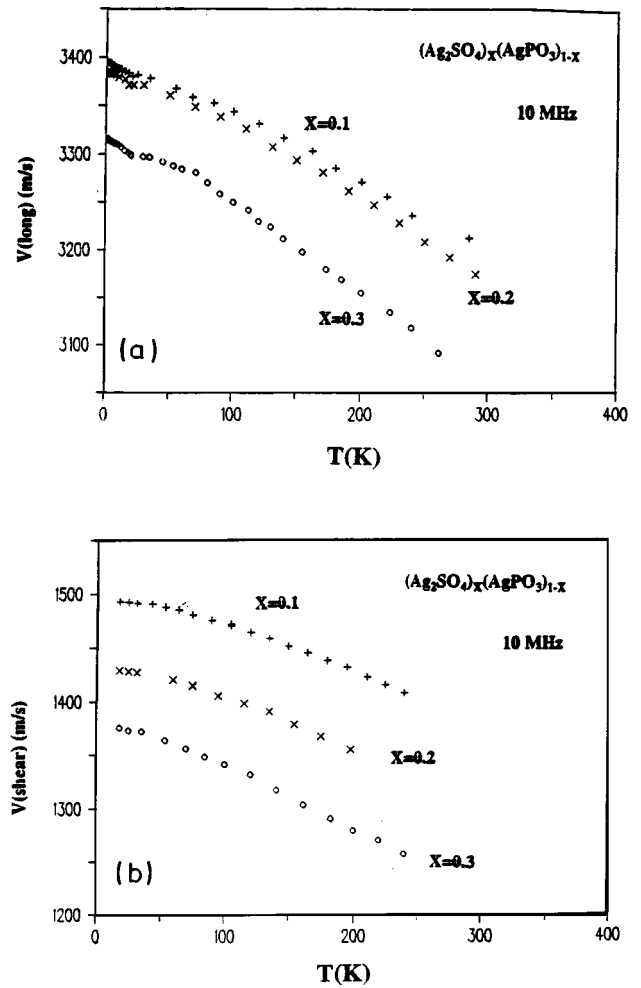 (Ag₂SO₄)X(AgPO₃)1-X
10 MHz
3400
3300
3200
3100
V(long) (m/s)
X=0.1
X=0.2
X=0.3
(a)
0 100 200 300 400
T(K)
(Ag₂SO₄)X(AgPO₃)1-X
10 MHz
1500
1400
1300
1200
V(shear) (m/s)
X=0.1
X=0.2
X=0.3
(b)
0 100 200 300 400
T(K)